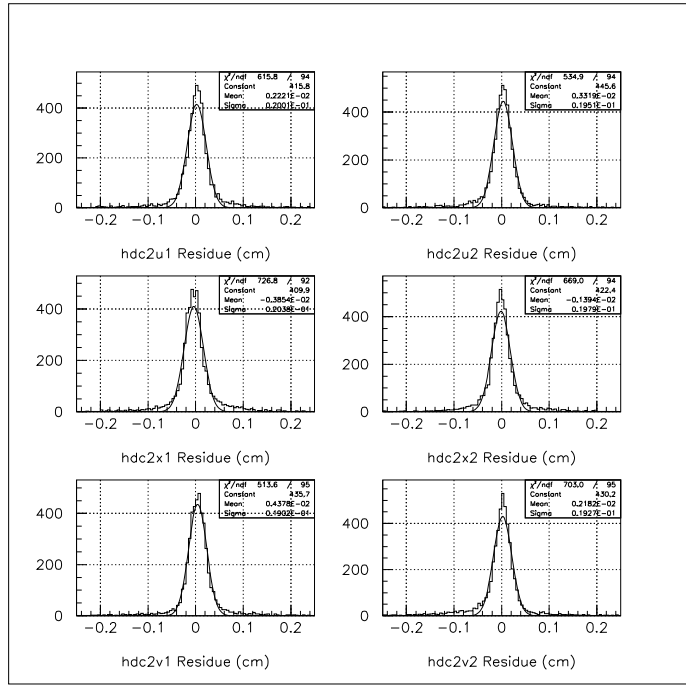 χ²/ndf 615.8 / 94
Constant 415.8
Mean 0.2221E-02
Sigma 0.2001E-01
400
200
0
-0.2 -0.1 0 0.1 0.2
hdc2u1 Residue (cm)
χ²/ndf 534.9 / 94
Constant 445.6
Mean 0.3319E-02
Sigma 0.1951E-01
400
200
0
-0.2 -0.1 0 0.1 0.2
hdc2u2 Residue (cm)
χ²/ndf 726.8 / 92
Constant 409.9
Mean -0.3854E-02
Sigma 0.2038E-01
400
200
0
-0.2 -0.1 0 0.1 0.2
hdc2x1 Residue (cm)
χ²/ndf 669.0 / 94
Constant 422.4
Mean -0.1394E-02
Sigma 0.1979E-01
400
200
0
-0.2 -0.1 0 0.1 0.2
hdc2x2 Residue (cm)
χ²/ndf 513.6 / 95
Constant 435.7
Mean 0.4378E-02
Sigma 0.1902E-01
400
200
0
-0.2 -0.1 0 0.1 0.2
hdc2v1 Residue (cm)
χ²/ndf 703.0 / 95
Constant 430.2
Mean 0.2182E-02
Sigma 0.1927E-01
400
200
0
-0.2 -0.1 0 0.1 0.2
hdc2v2 Residue (cm)